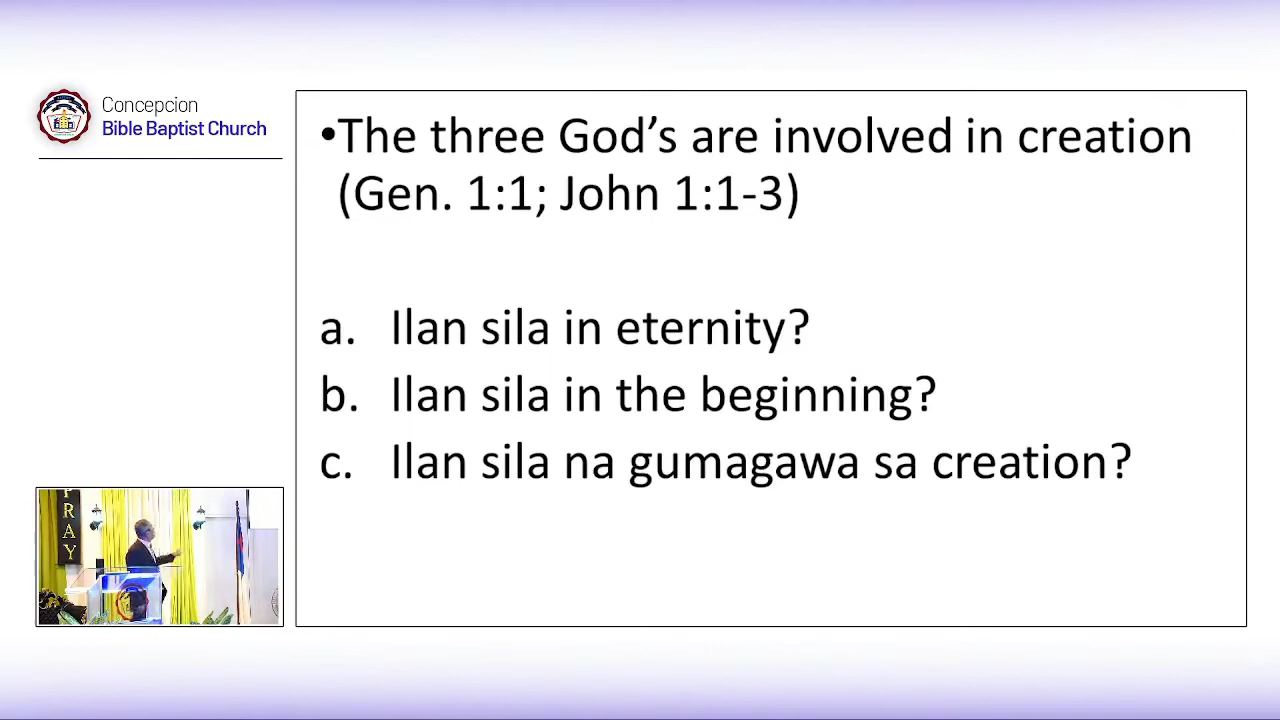 Concepcion
Bible Baptist Church
•The three God’s are involved in creation
(Gen. 1:1; John 1:1-3)
a. Ilan sila in eternity?
b. Ilan sila in the beginning?
c. Ilan sila na gumagawa sa creation?
RAY